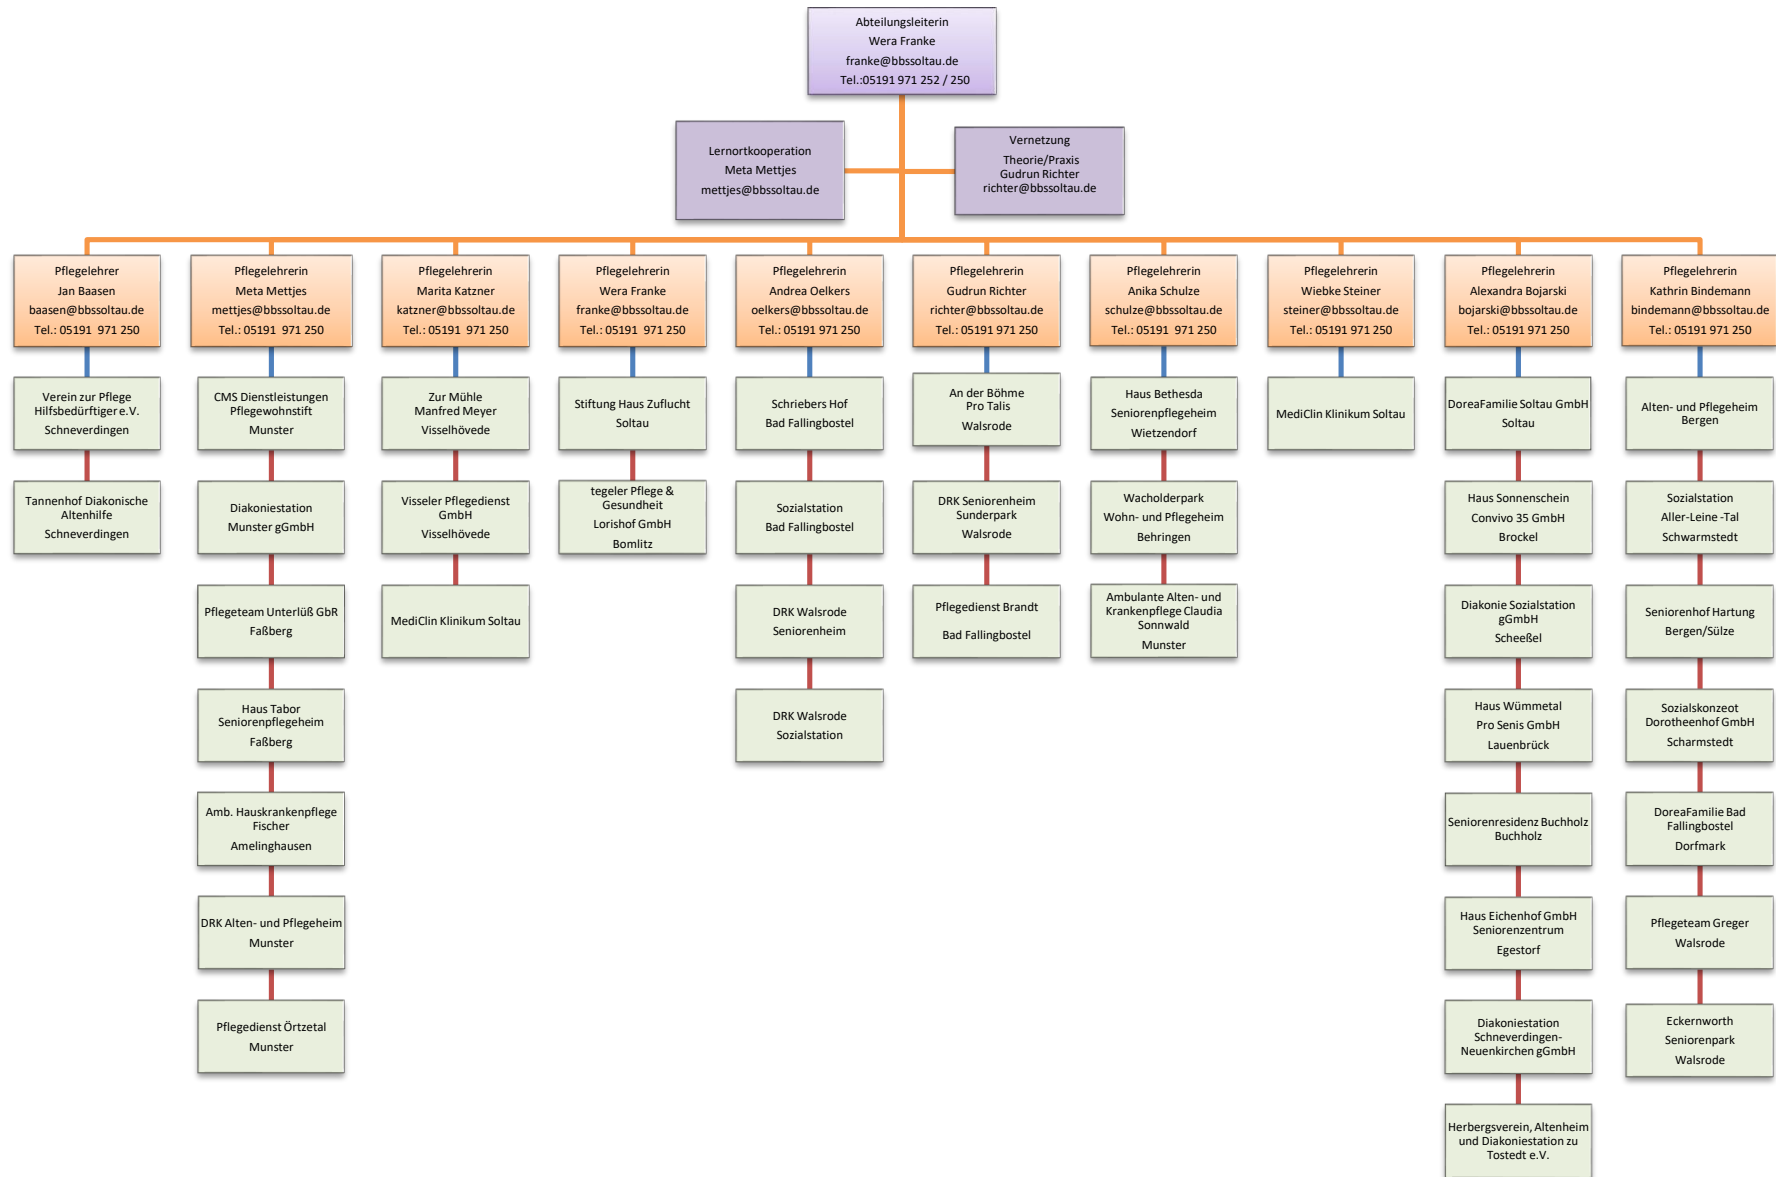 Abteilungsleiterin
Wera Franke
franke@bbssoltau.de
Tel.:05191 971 252 / 250
Lernortkooperation
Meta Mettjes
mettjes@bbssoltau.de
Vernetzung
Theorie/Praxis
Gudrun Richter
richter@bbssoltau.de
Pflegelehrer
Jan Baasen
baasen@bbssoltau.de
Tel.: 05191 971 250
Verein zur Pflege
Hilfsbedürftiger e.V.
Schneverdingen
Tannenhof Diakonische
Altenhilfe
Schneverdingen
Pflegelehrerin
Meta Mettjes
mettjes@bbssoltau.de
Tel.: 05191 971 250
CMS Dienstleistungen
Pflegewohnstift
Munster
Diakoniestation
Munster gGmbH
Pflegeteam Unterlüß GbR
Faßberg
Haus Tabor
Seniorenpflegeheim
Faßberg
Amb. Hauskrankenpflege
Fischer
Amelinghausen
DRK Alten- und Pflegeheim
Munster
Pflegedienst Örtzetal
Munster
Pflegelehrerin
Marita Katzner
katzner@bbssoltau.de
Tel.: 05191 971 250
Zur Mühle
Manfred Meyer
Visselhövede
Visseler Pflegedienst
GmbH
Visselhövede
MediClin Klinikum Soltau
Pflegelehrerin
Wera Franke
franke@bbssoltau.de
Tel.: 05191 971 250
Stiftung Haus Zuflucht
Soltau
tegeler Pflege &
Gesundheit
Lorishof GmbH
Bomlitz
Pflegelehrerin
Andrea Oelkers
oelkers@bbssoltau.de
Tel.: 05191 971 250
Schriebers Hof
Bad Fallingbostel
Sozialstation
Bad Fallingbostel
DRK Walsrode
Seniorenheim
DRK Walsrode
Sozialstation
Pflegelehrerin
Gudrun Richter
richter@bbssoltau.de
Tel.: 05191 971 250
An der Böhme
Pro Talis
Walsrode
DRK Seniorenheim
Sunderpark
Walsrode
Pflegedienst Brandt
Bad Fallingbostel
Pflegelehrerin
Anika Schulze
schulze@bbssoltau.de
Tel.: 05191 971 250
Haus Bethesda
Seniorenpflegeheim
Wietzendorf
Wacholderpark
Wohn- und Pflegeheim
Behringen
Ambulante Alten- und
Krankenpflege Claudia
Sonnwald
Munster
Pflegelehrerin
Wiebke Steiner
steiner@bbssoltau.de
Tel.: 05191 971 250
MediClin Klinikum Soltau
Pflegelehrerin
Alexandra Bojarski
bojarski@bbssoltau.de
Tel.: 05191 971 250
DoreaFamilie Soltau GmbH
Soltau
Haus Sonnenschein
Convivo 35 GmbH
Brockel
Diakonie Sozialstation
gGmbH
Scheeßel
Haus Wümmetal
Pro Senis GmbH
Lauenbrück
Seniorenresidenz Buchholz
Buchholz
Haus Eichenhof GmbH
Seniorenzentrum
Egestorf
Diakoniestation
Schneverdingen-
Neuenkirchen gGmbH
Herbergsverein, Altenheim
und Diakoniestation zu
Tostedt e.V.
Pflegelehrerin
Kathrin Bindemann
bindemann@bbssoltau.de
Tel.: 05191 971 250
Alten- und Pflegeheim
Bergen
Sozialstation
Aller-Leine -Tal
Schwarmstedt
Seniorenhof Hartung
Bergen/Sülze
Sozialskonzeot
Dorotheenhof GmbH
Scharmstedt
DoreaFamilie Bad
Fallingbostel
Dorfmark
Pflegeteam Greger
Walsrode
Eckernworth
Seniorenpark
Walsrode